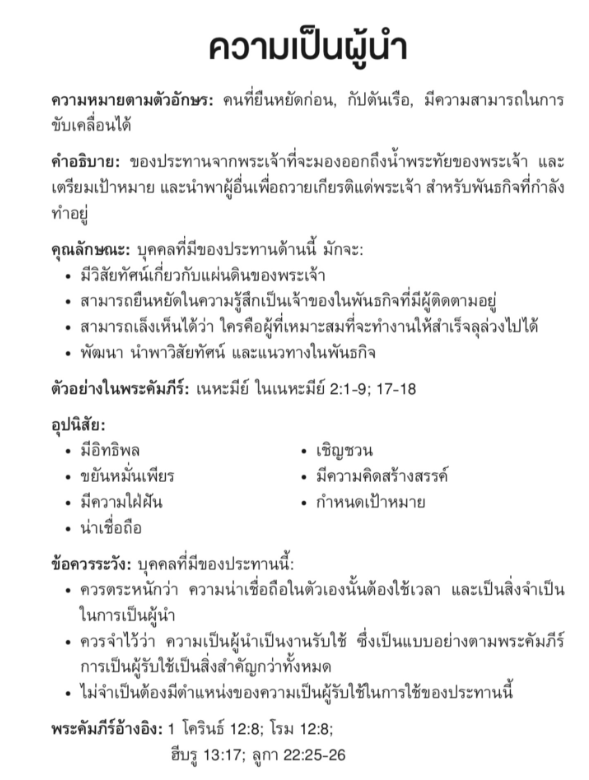 ความเป็นผู้นำ
ความหมายตามตัวอักษร: คนที่ยืนหยัดก่อน, กัปตันเรือ, มีความสามารถในการ
ขับเคลื่อนได้
คำอธิบาย: ของประทานจากพระเจ้าที่จะมองออกถึงน้ำพระทัยของพระเจ้า และ
เตรียมเป้าหมาย และนำพาผู้อื่นเพื่อถวายเกียรติแด่พระเจ้า สำหรับพันธกิจที่กำลัง
ทำอยู่
คุณลักษณะ: บุคคลที่มีของประทานด้านนี้ มักจะ:
• มีวิสัยทัศน์เกี่ยวกับแผ่นดินของพระเจ้า
• สามารถยืนหยัดในความรู้สึกเป็นเจ้าของในพันธกิจที่มีผู้ติดตามอยู่
• สามารถเล็งเห็นได้ว่า ใครคือผู้ที่เหมาะสมที่จะทำงานให้สำเร็จลุล่วงไปได้
• พัฒนา นำพาวิสัยทัศน์ และแนวทางในพันธกิจ
ตัวอย่างในพระคัมภีร์: เนหะมีย์ ในเนหะมีย์ 2:1-9; 17-18
อุปนิสัย:
• มีอิทธิพล
• ขยันหมั่นเพียร
• มีความใฝ่ฝัน
• น่าเชื่อถือ
• เชิญชวน
• มีความคิดสร้างสรรค์
• กำหนดเป้าหมาย
ข้อควรระวัง: บุคคลที่มีของประทานนี้:
• ควรตระหนักว่า ความน่าเชื่อถือในตัวเองนั้นต้องใช้เวลา และเป็นสิ่งจำเป็น
ในการเป็นผู้นำ
• ควรจำไว้ว่า ความเป็นผู้นำเป็นงานรับใช้ ซึ่งเป็นแบบอย่างตามพระคัมภีร์
การเป็นผู้รับใช้เป็นสิ่งสำคัญกว่าทั้งหมด
• ไม่จำเป็นต้องมีตำแหน่งของความเป็นผู้รับใช้ในการใช้ของประทานนี้
พระคัมภีร์อ้างอิง: 1 โครินธ์ 12:8; โรม 12:8;
ฮีบรู 13:17; ลูกา 22:25-26